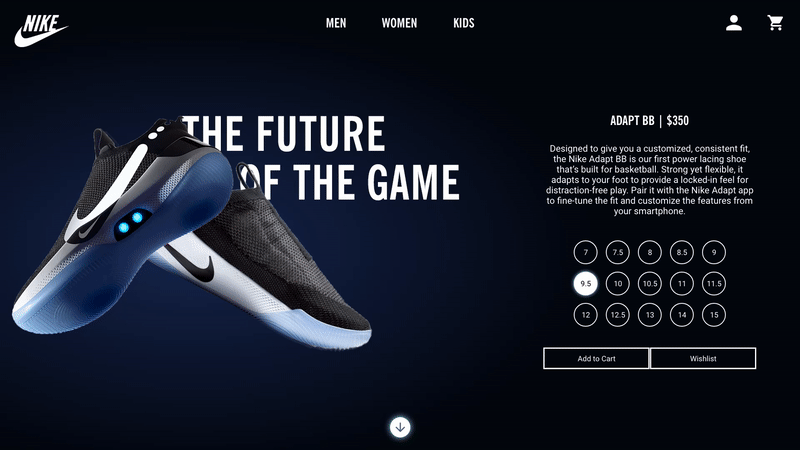 NIKE
MEN
WOMEN
KIDS
THE FUTURE
OF THE GAME
ADAPT BB | $350
Designed to give you a customized, consistent fit,
the Nike Adapt BB is our first power lacing shoe
that's built for basketball. Strong yet flexible, it
adapts to your foot to provide a locked-in feel for
distraction-free play. Pair it with the Nike Adapt app
to fine-tune the fit and customize the features from
your smartphone.
7 7.5 8 8.5 9
9.5 10 10.5 11 11.5
12 12.5 13 14 15
Add to Cart
Wishlist